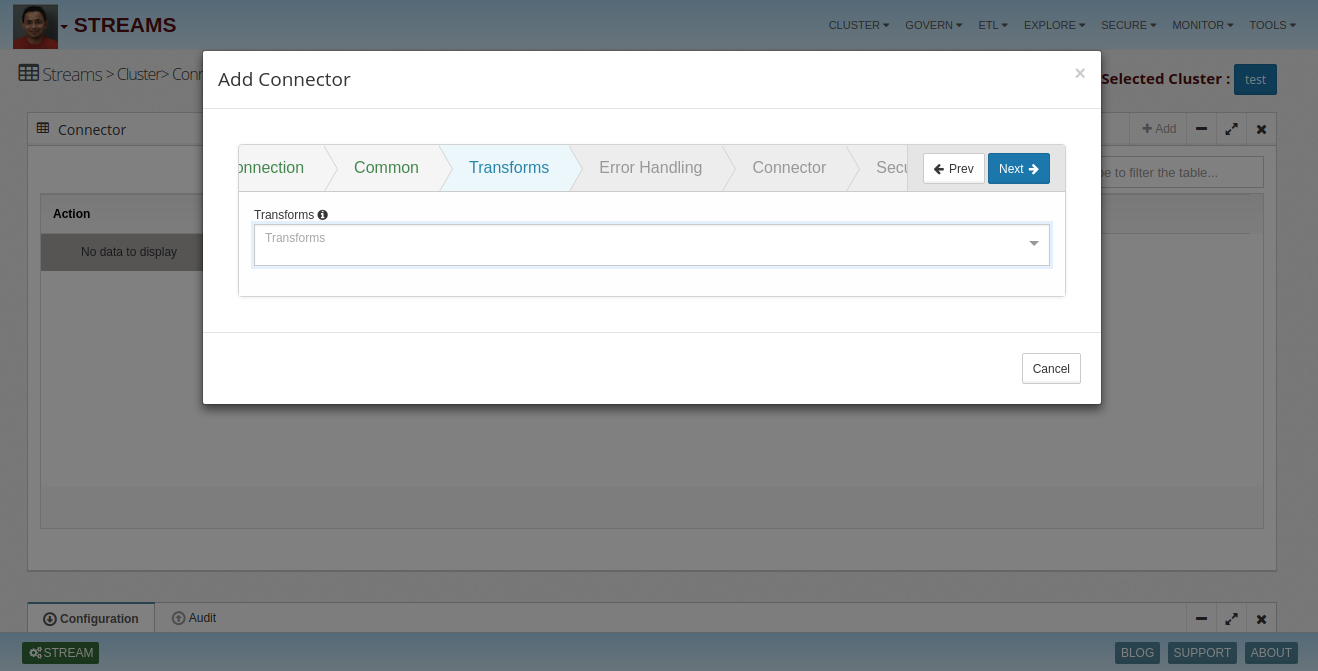 STREAMS
CLUSTER GOVERN ETL EXPLORE SECURE MONITOR TOOLS
Streams > Cluster> Conn
Selected Cluster : test
Add Connector ×
Connector
Add
onnection Common Transforms Error Handling Connector Secu
Prev Next
to filter the table...
Transforms
Transforms
Action
No data to display
Cancel
Configuration Audit
STREAM
BLOG SUPPORT ABOUT